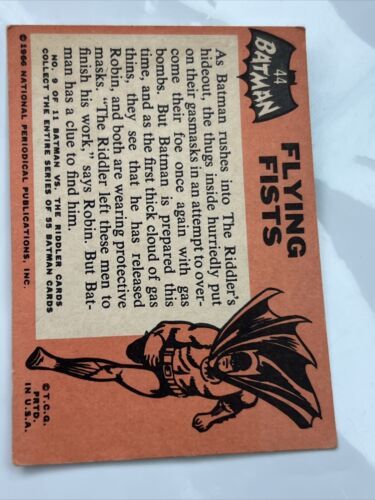 44
BATMAN
FLYING
FISTS
As Batman rushes into The Riddler's
hideout, the thugs inside hurriedly put
on their gasmasks in an attempt to over-
come their foe once again with gas
bombs. But Batman is prepared this
time, and as the first thick cloud of gas
thins, they see that he has released
Robin, and both are wearing protective
masks. "The Riddler left these men to
finish his work," says Robin. But Bat-
man has a clue to find him.
NO. 9 OF 11 BATMAN VS. THE RIDDLER CARDS
COLLECT THE ENTIRE SERIES OF 55 BATMAN CARDS
©1966 NATIONAL PERIODICAL PUBLICATIONS, INC.
© T.C.G.
PRTD.
IN U.S.A.